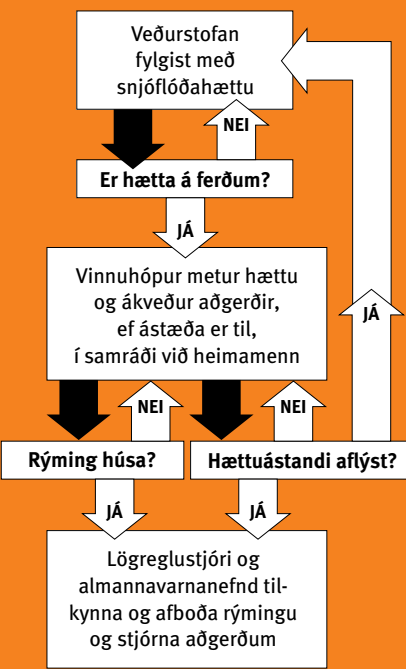 Veðurstofan
fylgist með
snjóflóðahættu
NEI
Er hætta á ferðum?
JÁ
Vinnuhópur metur hættu
og ákveður aðgerðir,
ef ástæða er til,
í samráði við heimamenn
JÁ
NEI
NEI
Rýming húsa?
Hættuástandi aflýst?
JÁ
JÁ
Lögreglustjóri og
almannavarnanefnd til-
kynna og afboða rýmingu
og stjórna aðgerðum